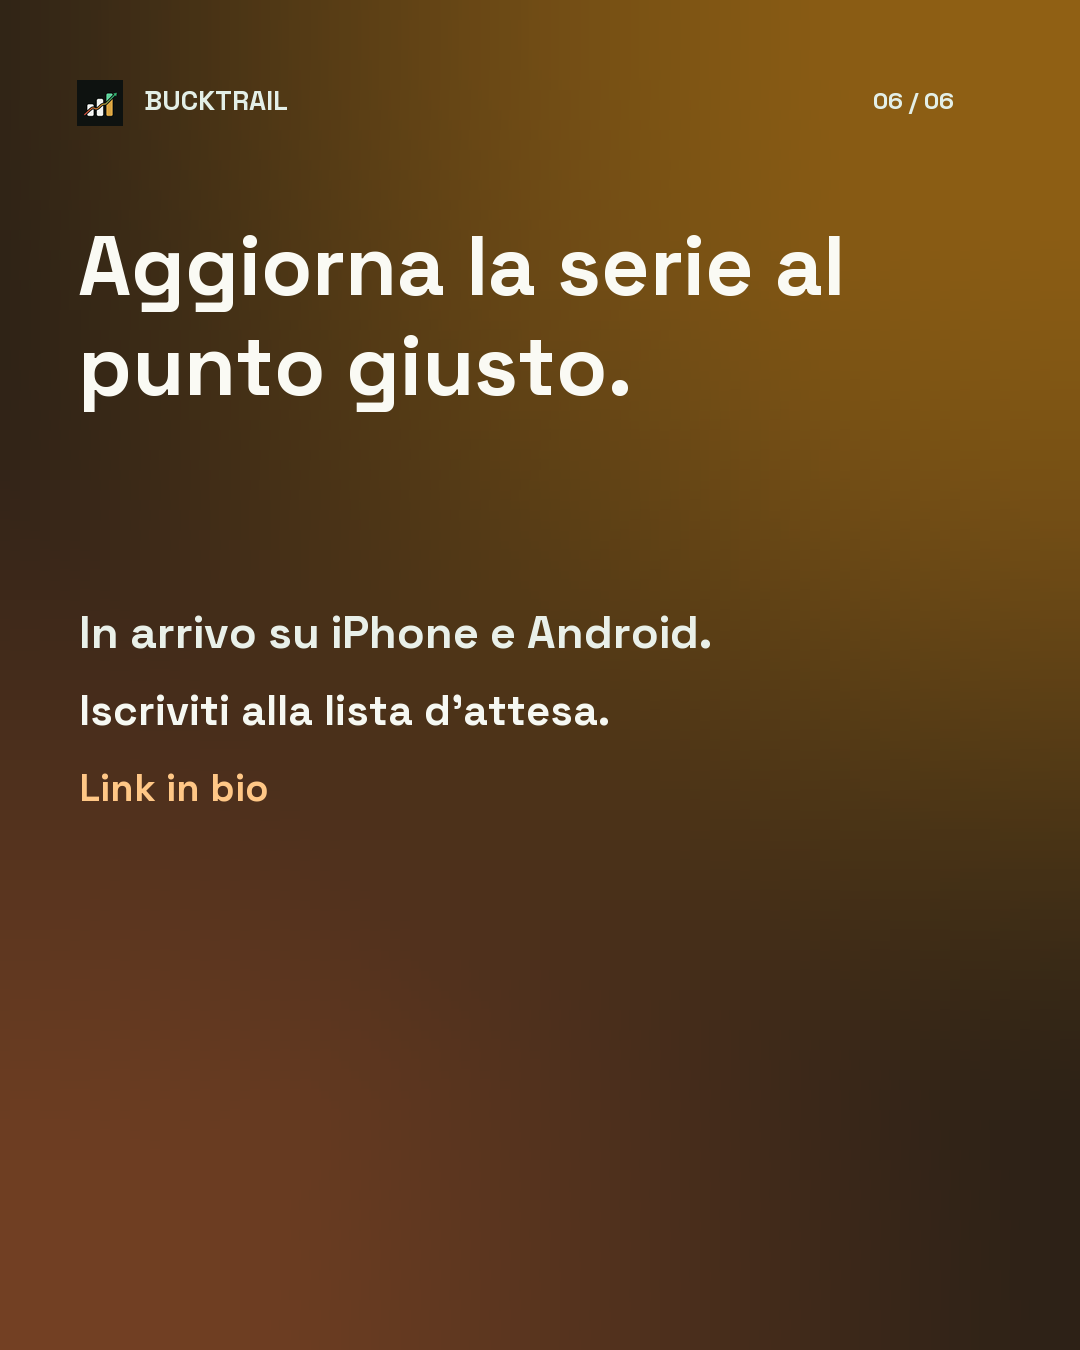 BUCKTRAIL
06 / 06
Aggiorna la serie al
punto giusto.
In arrivo su iPhone e Android.
Iscriviti alla lista d’attesa.
Link in bio